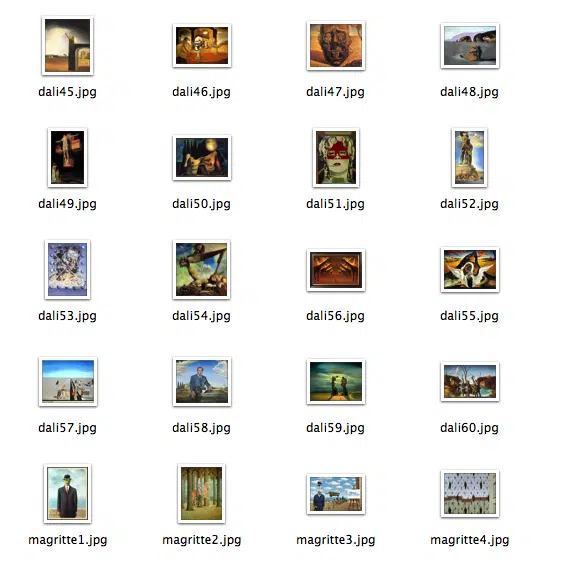 dali45.jpg dali46.jpg dali47.jpg dali48.jpg
dali49.jpg dali50.jpg dali51.jpg dali52.jpg
dali53.jpg dali54.jpg dali56.jpg dali55.jpg
dali57.jpg dali58.jpg dali59.jpg dali60.jpg
magritte1.jpg magritte2.jpg magritte3.jpg magritte4.jpg